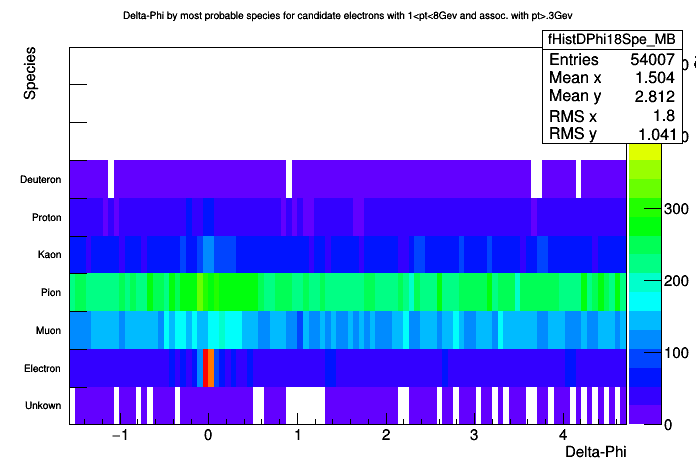 Delta-Phi by most probable species for candidate electrons with 1<pt<8Gev and assoc. with pt>.3Gev
fHistDPhi18Spe_MB
Entries 54007
Mean x 1.504
Mean y 2.812
RMS x 1.8
RMS y 1.041
Species
Deuteron
Proton
Kaon
Pion
Muon
Electron
Unkown
300
200
100
0
−1 0 1 2 3 4
Delta-Phi